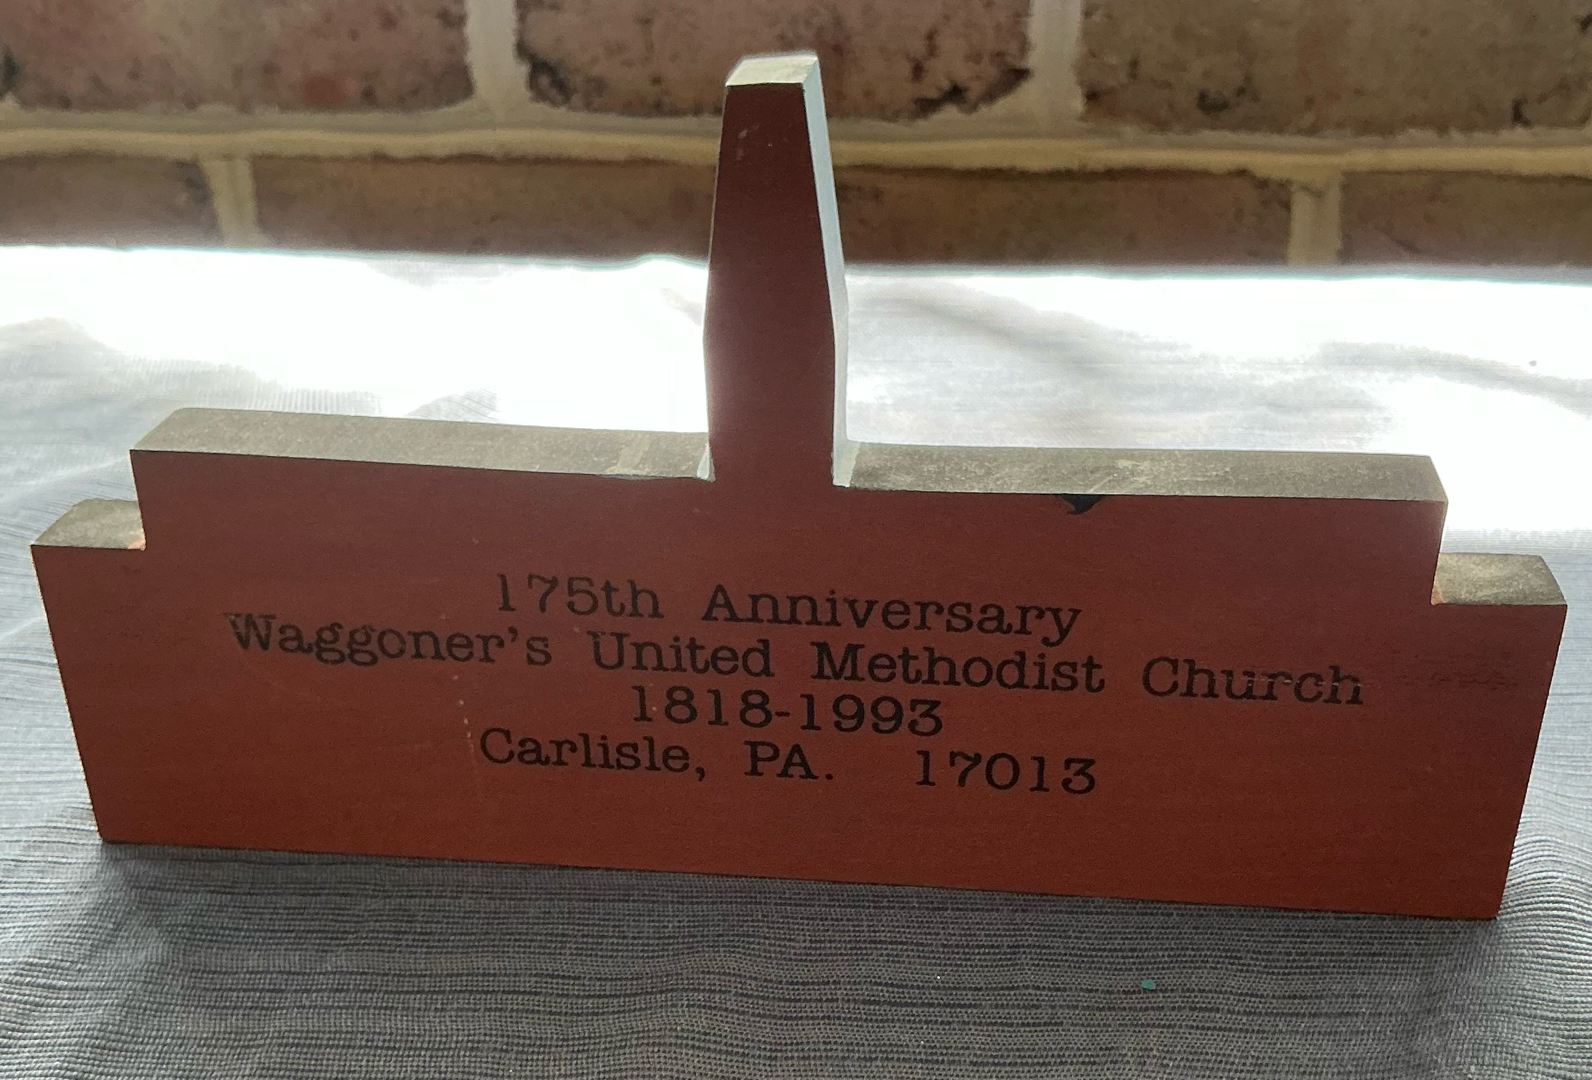 175th Anniversary
Waggoner's United Methodist Church
1818-1993
Carlisle, PA. 17013